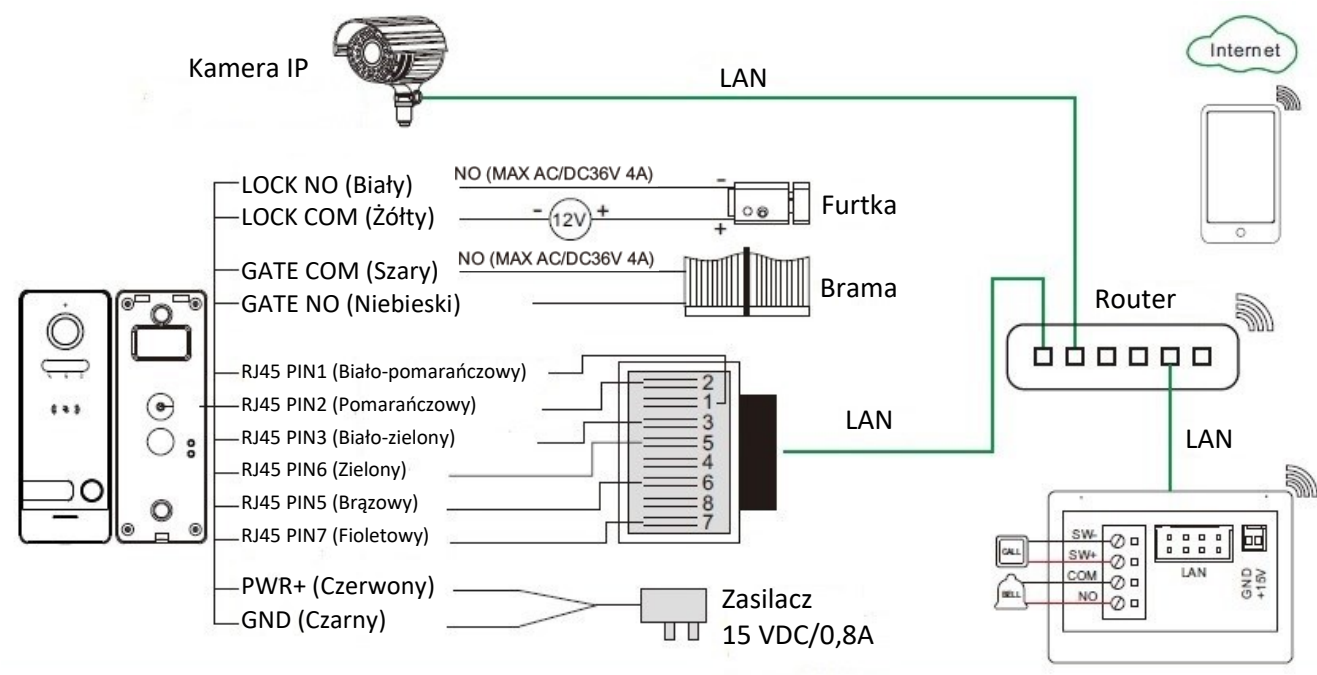 Kamera IP
LAN
Internet
LOCK NO (Biały)
NO (MAX AC/DC36V 4A)
-
LOCK COM (Żółty)
- 12V +
+
Furtka
GATE COM (Szary)
NO (MAX AC/DC36V 4A)
GATE NO (Niebieski)
Brama
Router
RJ45 PIN1 (Biało-pomarańczowy)
RJ45 PIN2 (Pomarańczowy)
RJ45 PIN3 (Biało-zielony)
RJ45 PIN6 (Zielony)
RJ45 PIN5 (Brązowy)
RJ45 PIN7 (Fioletowy)
2
1
3
5
4
6
8
7
LAN
LAN
PWR+ (Czerwony)
GND (Czarny)
Zasilacz
15 VDC/0,8A
CALL
BELL
SW-
SW+
COM
NO
LAN
GND
+15V